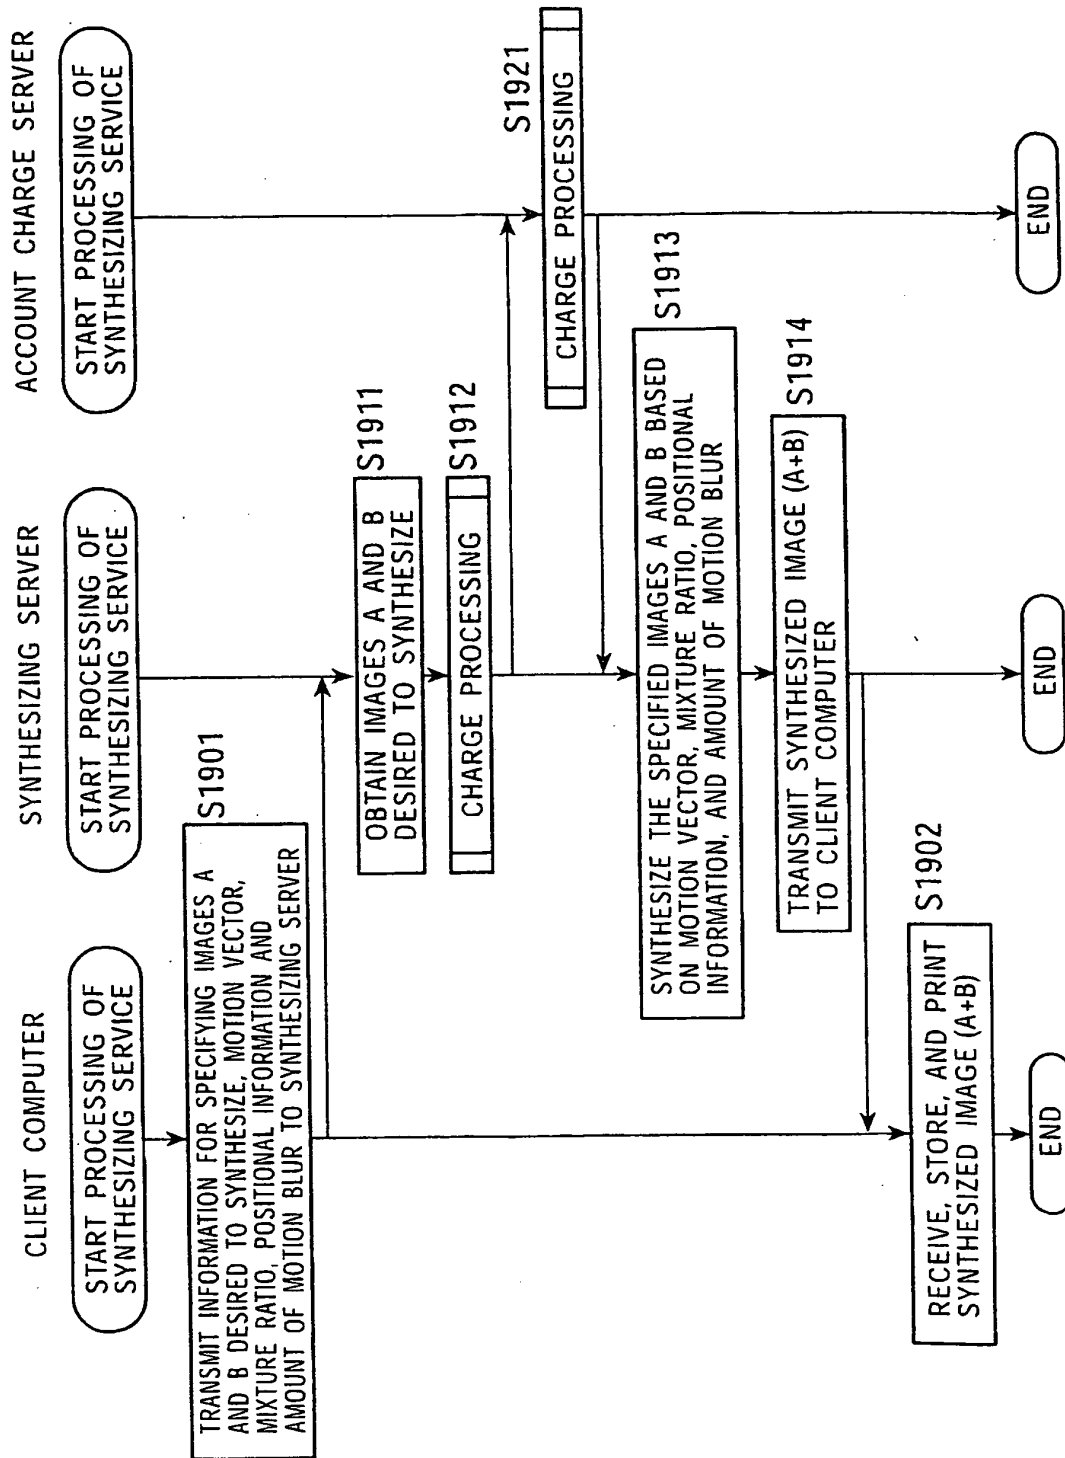 CLIENT COMPUTER
SYNTHESIZING SERVER
ACCOUNT CHARGE SERVER
START PROCESSING OF
SYNTHESIZING SERVICE
START PROCESSING OF
SYNTHESIZING SERVICE
START PROCESSING OF
SYNTHESIZING SERVICE
S1901
TRANSMIT INFORMATION FOR SPECIFYING IMAGES A
AND B DESIRED TO SYNTHESIZE, MOTION VECTOR,
MIXTURE RATIO, POSITIONAL INFORMATION AND
AMOUNT OF MOTION BLUR TO SYNTHESIZING SERVER
S1911
OBTAIN IMAGES A AND B
DESIRED TO SYNTHESIZE
S1912
CHARGE PROCESSING
S1921
CHARGE PROCESSING
S1913
SYNTHESIZE THE SPECIFIED IMAGES A AND B BASED
ON MOTION VECTOR, MIXTURE RATIO, POSITIONAL
INFORMATION, AND AMOUNT OF MOTION BLUR
S1914
TRANSMIT SYNTHESIZED IMAGE (A+B)
TO CLIENT COMPUTER
S1902
RECEIVE, STORE, AND PRINT
SYNTHESIZED IMAGE (A+B)
END
END
END